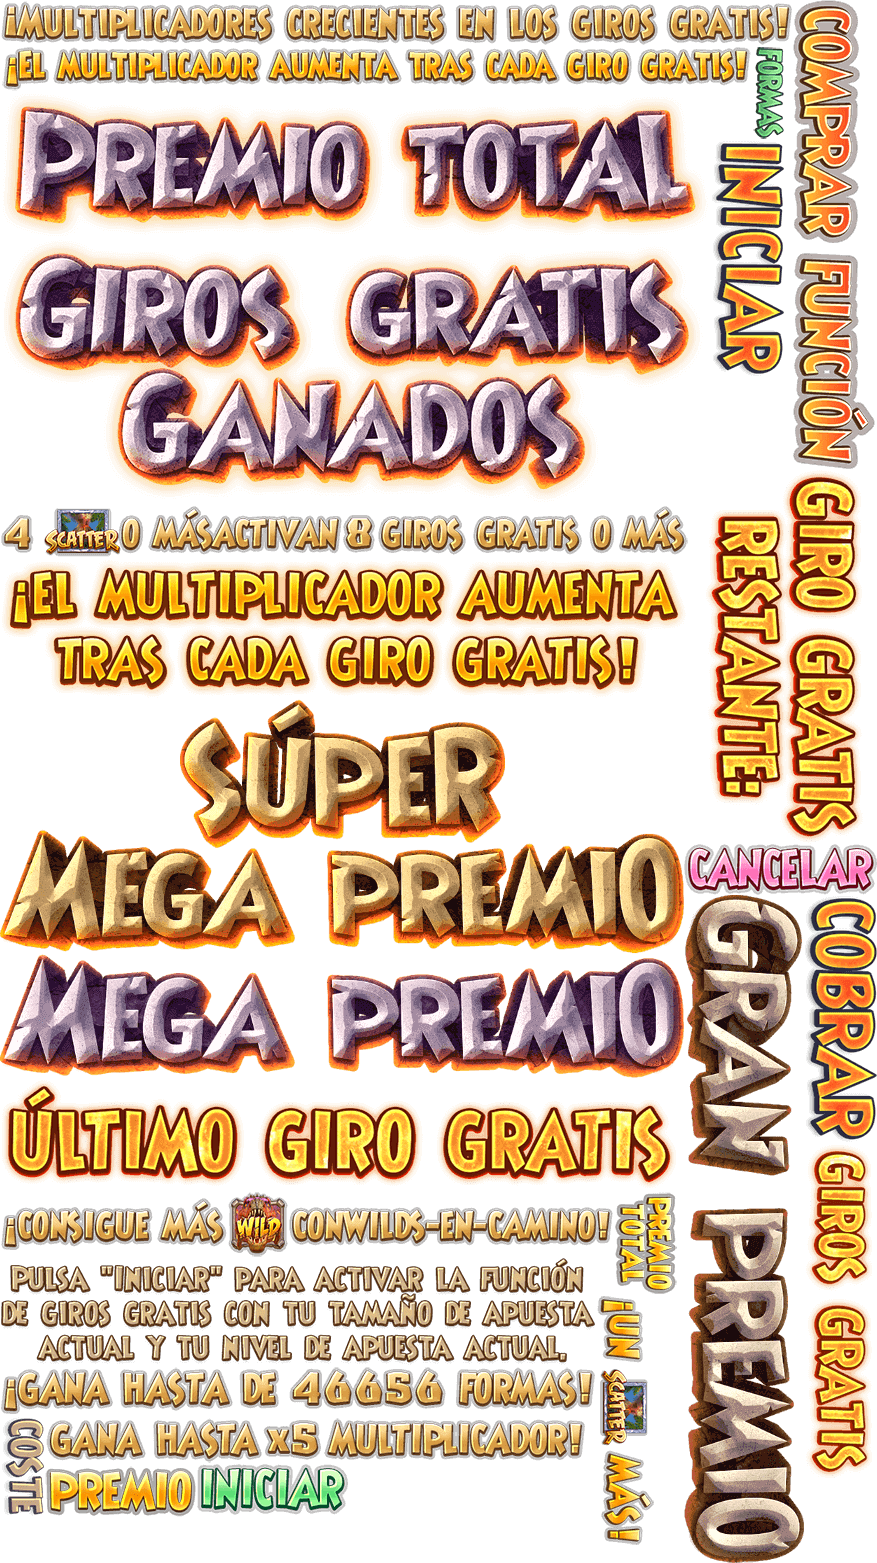 ¡MULTIPLICADORES CRECIENTES EN LOS GIROS GRATIS!
¡EL MULTIPLICADOR AUMENTA TRAS CADA GIRO GRATIS!
FORMAS
COMPRAR FUNCIÓN
INICIAR
PREMIO TOTAL
GIROS GRATIS
GANADOS
4 SCATTER O MÁSACTIVAN 8 GIROS GRATIS O MÁS
GIRO GRATIS
RESTANTE:
¡EL MULTIPLICADOR AUMENTA
TRAS CADA GIRO GRATIS!
SÚPER
MEGA PREMIO
CANCELAR
MEGA PREMIO
GRAN PREMIO
COBRAR
ÚLTIMO GIRO GRATIS
GIROS GRATIS
¡CONSIGUE MÁS WILD CONWILDS-EN-CAMINO!
PREMIO
TOTAL
PULSA "INICIAR" PARA ACTIVAR LA FUNCIÓN
DE GIROS GRATIS CON TU TAMAÑO DE APUESTA
ACTUAL Y TU NIVEL DE APUESTA ACTUAL.
¡UN SCATTER MÁS!
¡GANA HASTA DE 46656 FORMAS!
COSTE
GANA HASTA x5 MULTIPLICADOR!
PREMIO INICIAR